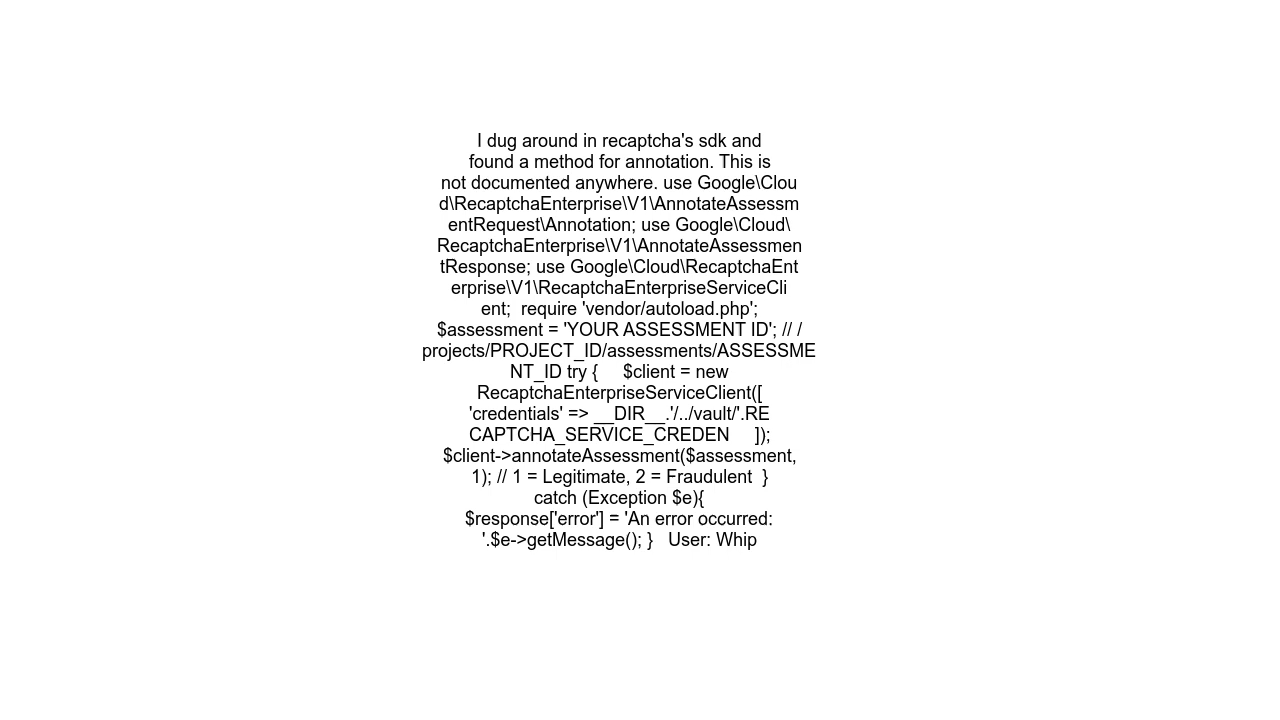 I dug around in recaptcha's sdk and
found a method for annotation. This is
not documented anywhere. use Google\Clou
d\RecaptchaEnterprise\V1\AnnotateAssessm
entRequest\Annotation; use Google\Cloud\
RecaptchaEnterprise\V1\AnnotateAssessmen
tResponse; use Google\Cloud\RecaptchaEnt
erprise\V1\RecaptchaEnterpriseServiceCli
ent;  require 'vendor/autoload.php';
$assessment = 'YOUR ASSESSMENT ID'; // /
projects/PROJECT_ID/assessments/ASSESSME
NT_ID try {     $client = new
RecaptchaEnterpriseServiceClient([
'credentials' => __DIR__.'/../vault/'.RE
CAPTCHA_SERVICE_CREDEN     ]);
$client->annotateAssessment($assessment,
1); // 1 = Legitimate, 2 = Fraudulent  }
catch (Exception $e){
$response['error'] = 'An error occurred:
'.$e->getMessage(); }   User: Whip